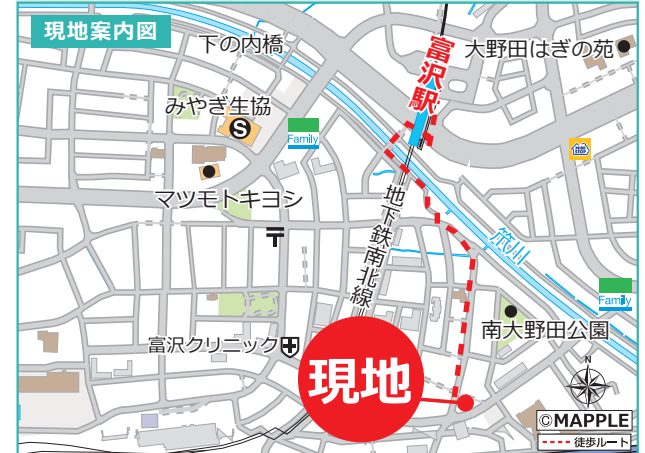 現地案内図
下の内橋
富沢駅
大野田はぎの苑
みやぎ生協
S
Family
マツモトキヨシ
〒
地下鉄南北線
笊川
Family
南大野田公園
富沢クリニック
現地
N
©MAPPLE
徒歩ルート